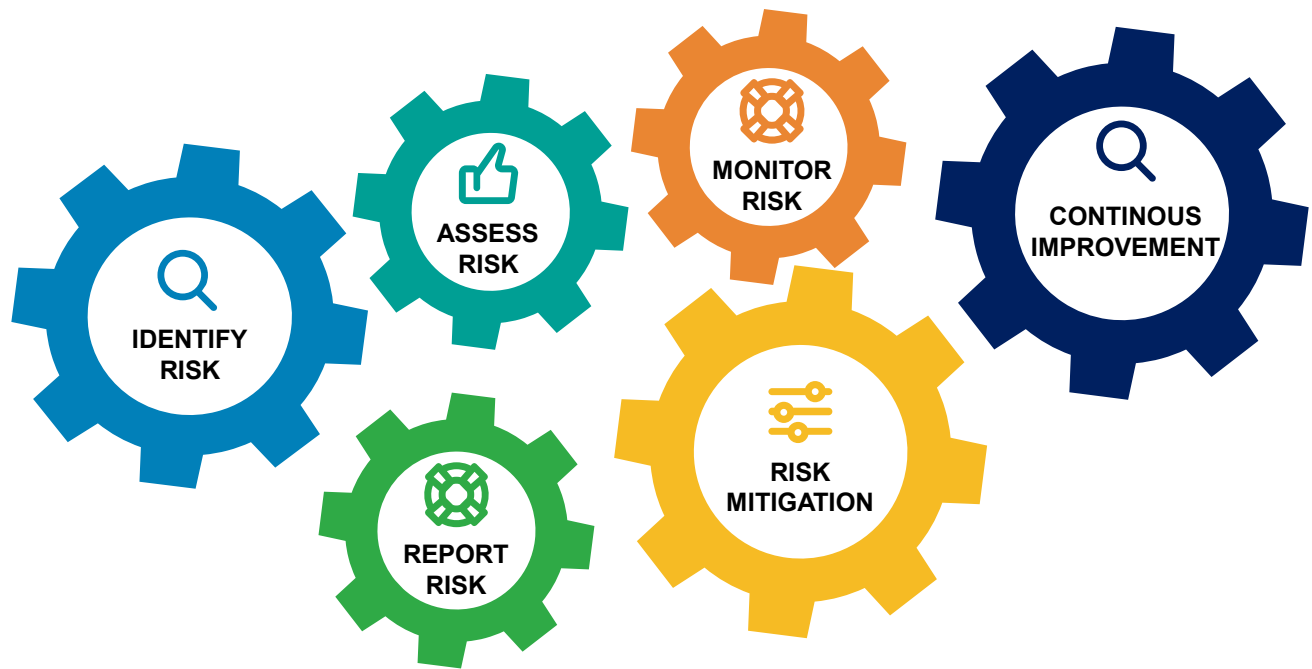 IDENTIFY
RISK
ASSESS
RISK
REPORT
RISK
MONITOR
RISK
RISK
MITIGATION
CONTINOUS
IMPROVEMENT